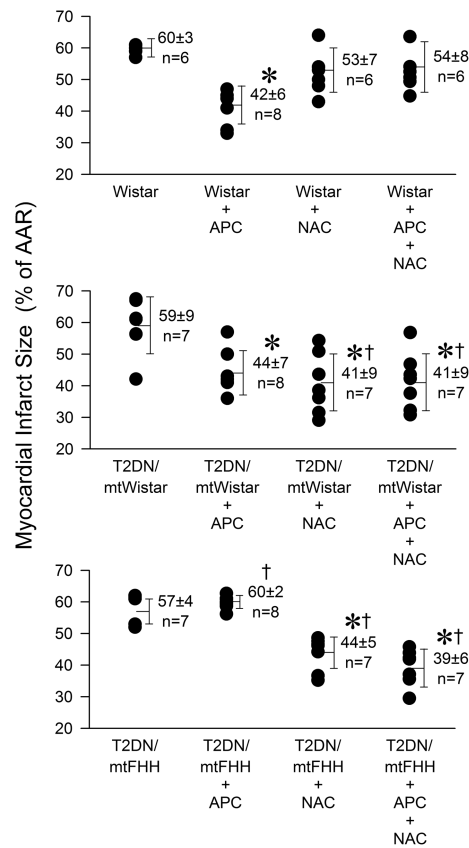 Myocardial Infarct Size (% of AAR)
70
60
50
40
30
20
60±3
n=6
*
42±6
n=8
53±7
n=6
54±8
n=6
Wistar
Wistar
+
APC
Wistar
+
NAC
Wistar
+
APC
+
NAC
70
60
50
40
30
20
59±9
n=7
*
44±7
n=8
*†
41±9
n=7
*†
41±9
n=7
T2DN/
mtWistar
T2DN/
mtWistar
+
APC
T2DN/
mtWistar
+
NAC
T2DN/
mtWistar
+
APC
+
NAC
70
60
50
40
30
20
57±4
n=7
†
60±2
n=8
*†
44±5
n=7
*†
39±6
n=7
T2DN/
mtFHH
T2DN/
mtFHH
+
APC
T2DN/
mtFHH
+
NAC
T2DN/
mtFHH
+
APC
+
NAC